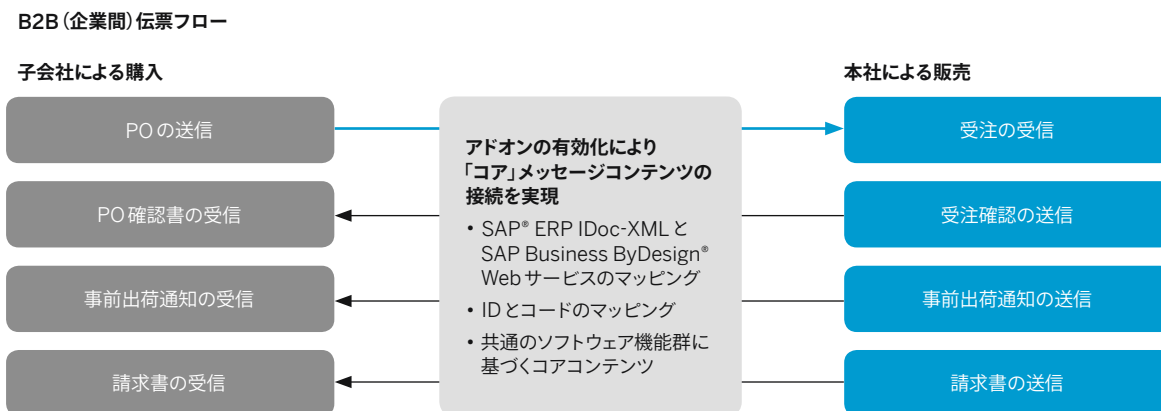 B2B(企業間)伝票フロー
子会社による購入
本社による販売
POの送信
PO確認書の受信
事前出荷通知の受信
請求書の受信
アドオンの有効化により
「コア」メッセージコンテンツの
接続を実現
• SAP® ERP IDoc-XMLと
SAP Business ByDesign®
Webサービスのマッピング
• IDとコードのマッピング
• 共通のソフトウェア機能群に
基づくコアコンテンツ
受注の受信
受注確認の送信
事前出荷通知の送信
請求書の送信